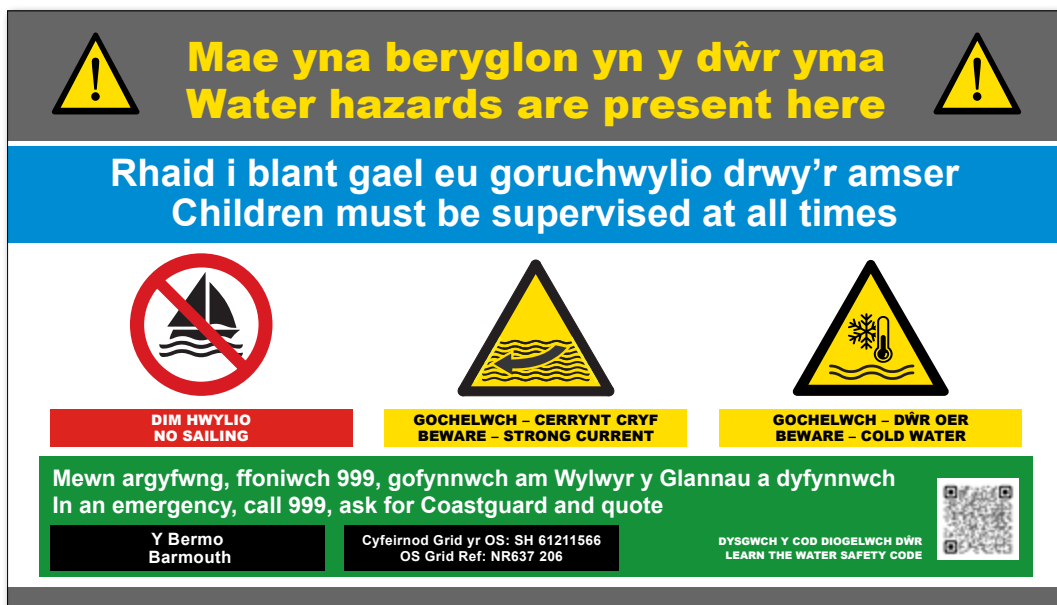 Mae yna beryglon yn y dŵr yma
Water hazards are present here
Rhaid i blant gael eu goruchwylio drwy'r amser
Children must be supervised at all times
DIM HWYLIO
NO SAILING
GOCHELWCH – CERRYNT CRYF
BEWARE – STRONG CURRENT
GOCHELWCH – DŴR OER
BEWARE – COLD WATER
Mewn argyfwng, ffoniwch 999, gofynnwch am Wylwyr y Glannau a dyfynnwch
In an emergency, call 999, ask for Coastguard and quote
Y Bermo
Barmouth
Cyfeirnod Grid yr OS: SH 61211566
OS Grid Ref: NR637 206
DYSGWCH Y COD DIOGELWCH DŴR
LEARN THE WATER SAFETY CODE